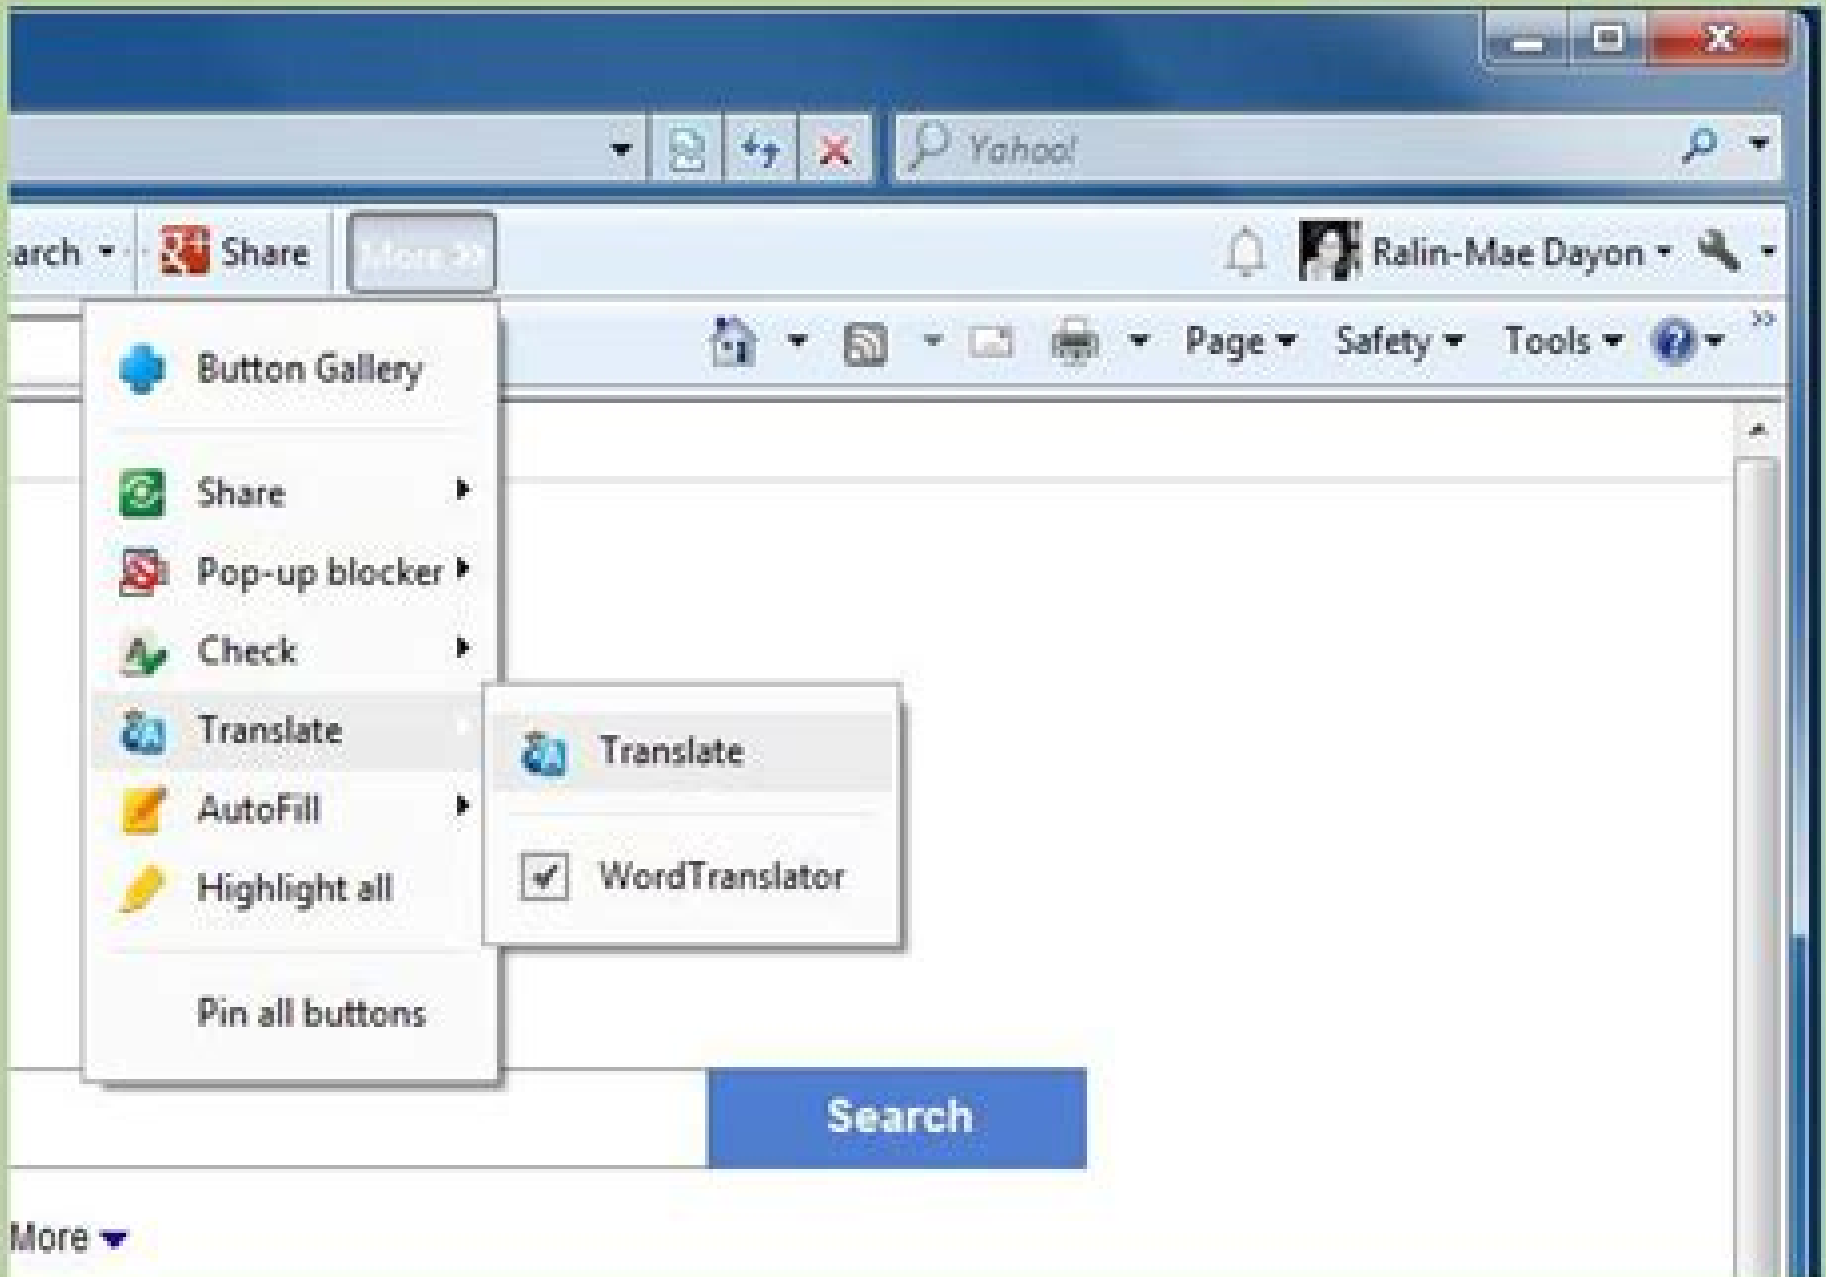 Yahoo!
arch
Share
More >>
Ralin-Mae Dayon
Page
Safety
Tools
Button Gallery
Share
Pop-up blocker
Check
Translate
AutoFill
Highlight all
Pin all buttons
Translate
WordTranslator
Search
More